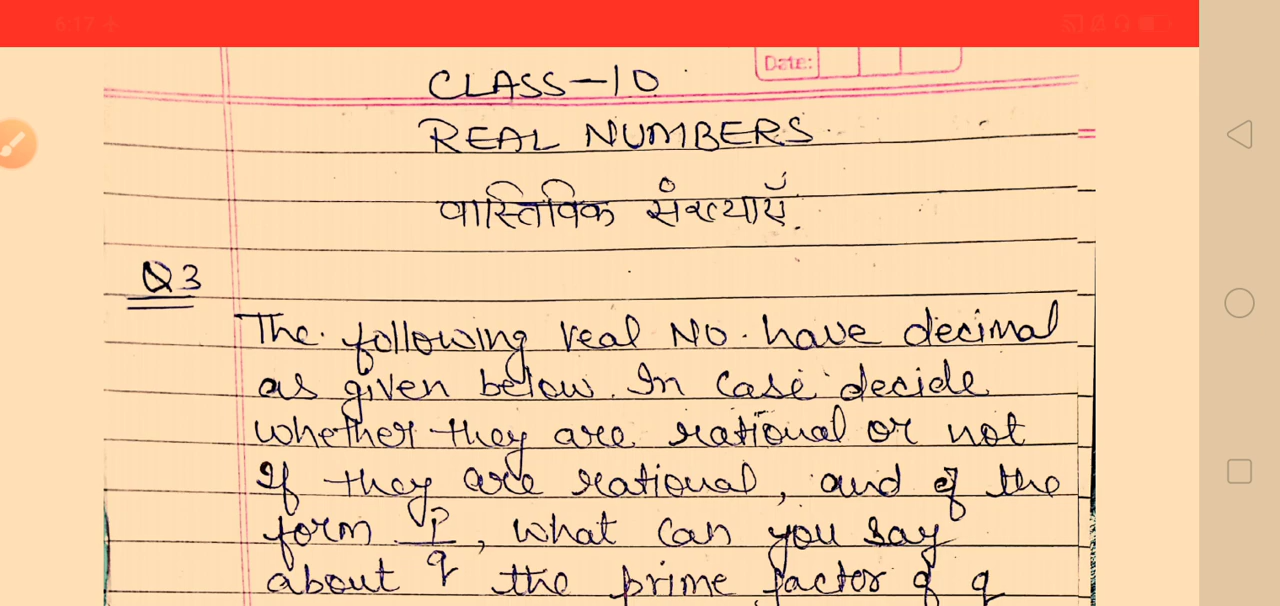 6:17
Date:
CLASS-10
REAL NUMBERS
वास्तिविक संख्याएँ
Q3
The following real No. have decimal
as given below. In case decide
whether they are rational or not
If they are rational, and of the
form P/q, what can you say
about the prime factor of q